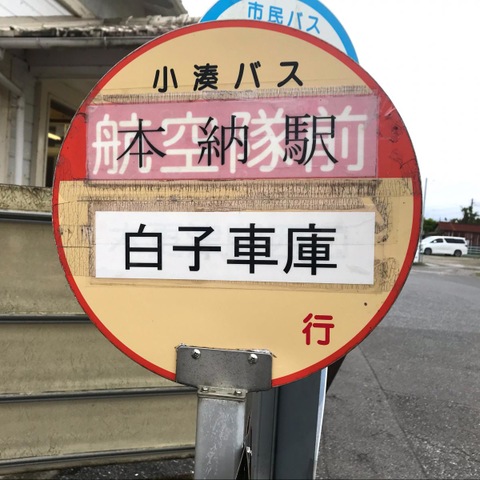 市民バス
小湊バス
航空隊前
本納駅
白子車庫
行